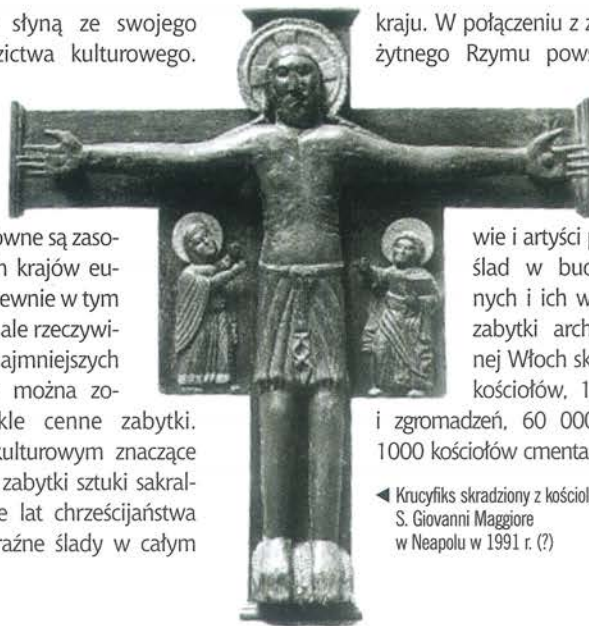 słyną ze swojego
zictwa kulturowego.
owne są zaso-
n krajów eu-
ewnie w tym
ale rzeczywi-
ajmniejszych
można zo-
kle cenne zabytki.
kulturowym znaczące
zabytki sztuki sakral-
e lat chrześcijaństwa
raźne ślady w całym
kraju. W połączeniu z z
żytnego Rzymu pows
wie i artyści p
ślad w bud
nych i ich w
zabytki arch
nej Włoch sk
kościołów, 1
i zgromadzeń, 60 000
1000 kościołów cmenta
◄ Krucyfiks skradziony z kościoł
S. Giovanni Maggiore
w Neapolu w 1991 r. (?)